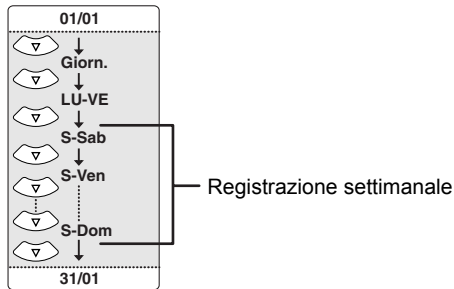 01/01
Giorn.
LU-VE
S-Sab
S-Ven
Registrazione settimanale
S-Dom
31/01